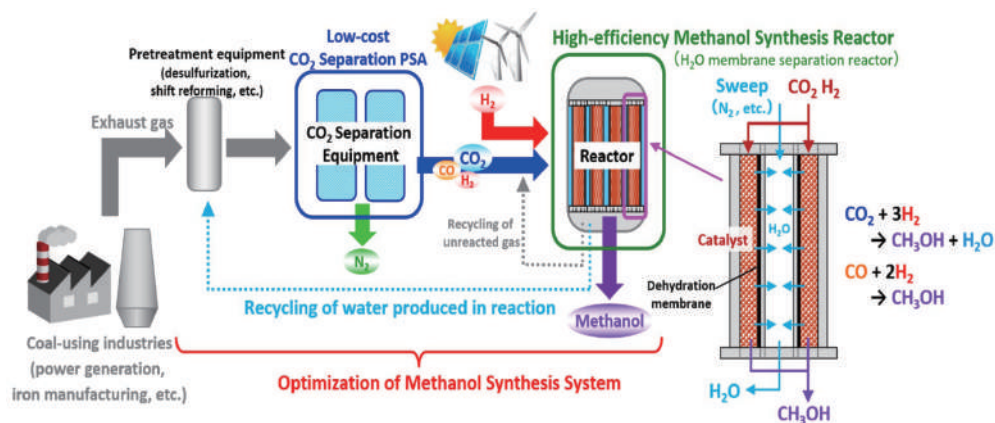 Low-cost
CO₂ Separation PSA
Pretreatment equipment
(desulfurization,
shift reforming, etc.)
Exhaust gas
CO₂ Separation
Equipment
N₂
H₂
CO₂
CO
H₂
High-efficiency Methanol Synthesis Reactor
(H₂O membrane separation reactor)
Reactor
Recycling of
unreacted gas
Recycling of water produced in reaction
Methanol
Coal-using industries
(power generation,
iron manufacturing, etc.)
Optimization of Methanol Synthesis System
Sweep
(N₂, etc.)
CO₂ H₂
H₂O
Catalyst
Dehydration
membrane
H₂O
CH₃OH
CO₂ + 3H₂
→ CH₃OH + H₂O
CO + 2H₂
→ CH₃OH